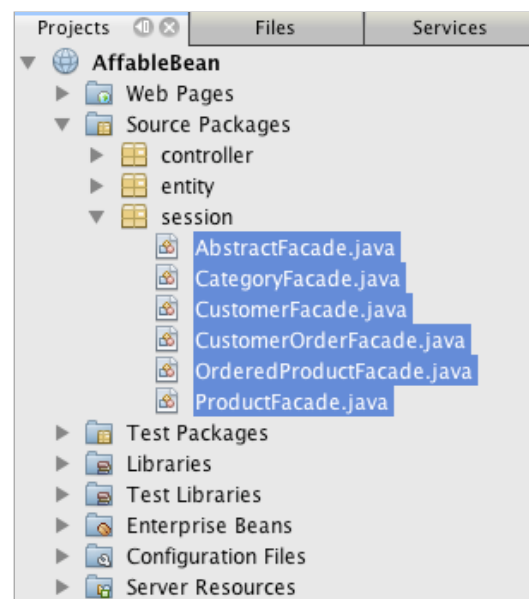 Projects Files Services
AffableBean
Web Pages
Source Packages
controller
entity
session
AbstractFacade.java
CategoryFacade.java
CustomerFacade.java
CustomerOrderFacade.java
OrderedProductFacade.java
ProductFacade.java
Test Packages
Libraries
Test Libraries
Enterprise Beans
Configuration Files
Server Resources